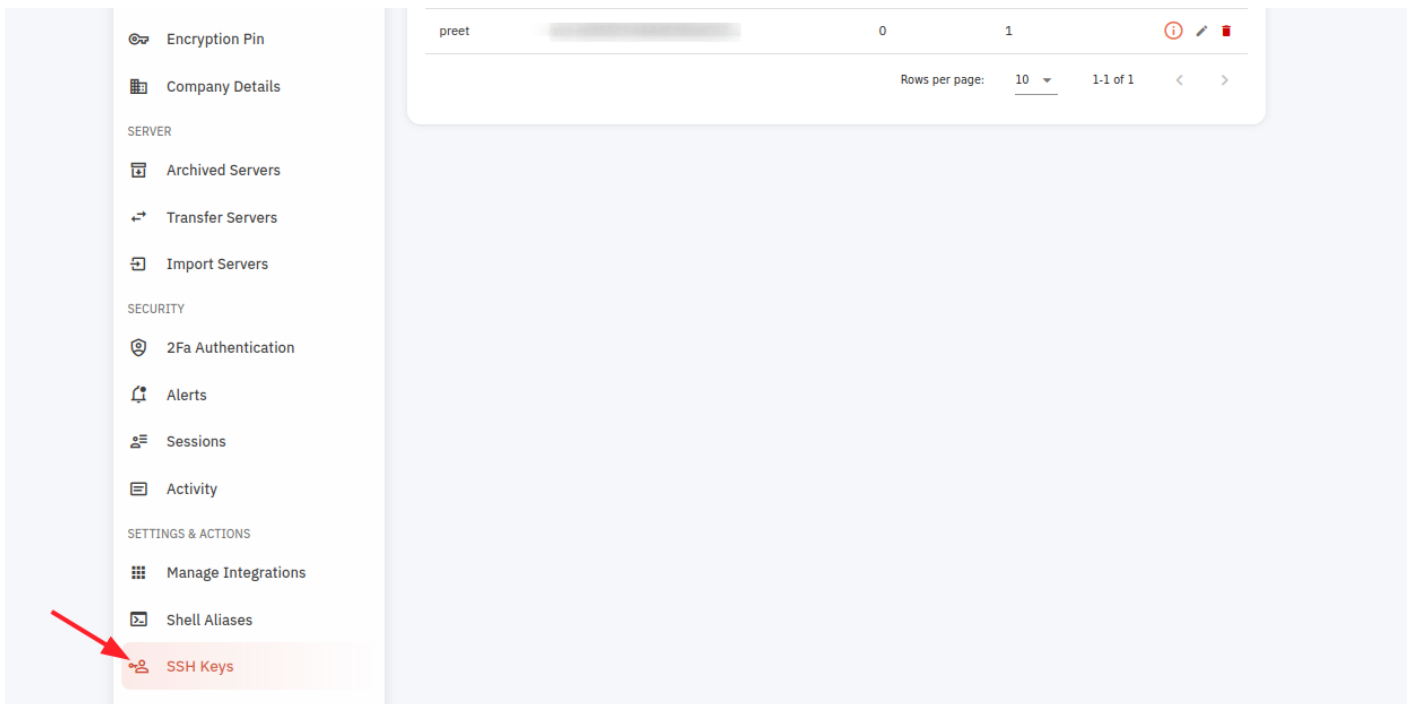 Encryption Pin
Company Details
SERVER
Archived Servers
Transfer Servers
Import Servers
SECURITY
2Fa Authentication
Alerts
Sessions
Activity
SETTINGS & ACTIONS
Manage Integrations
Shell Aliases
SSH Keys
preet 0 1
Rows per page: 10 1-1 of 1